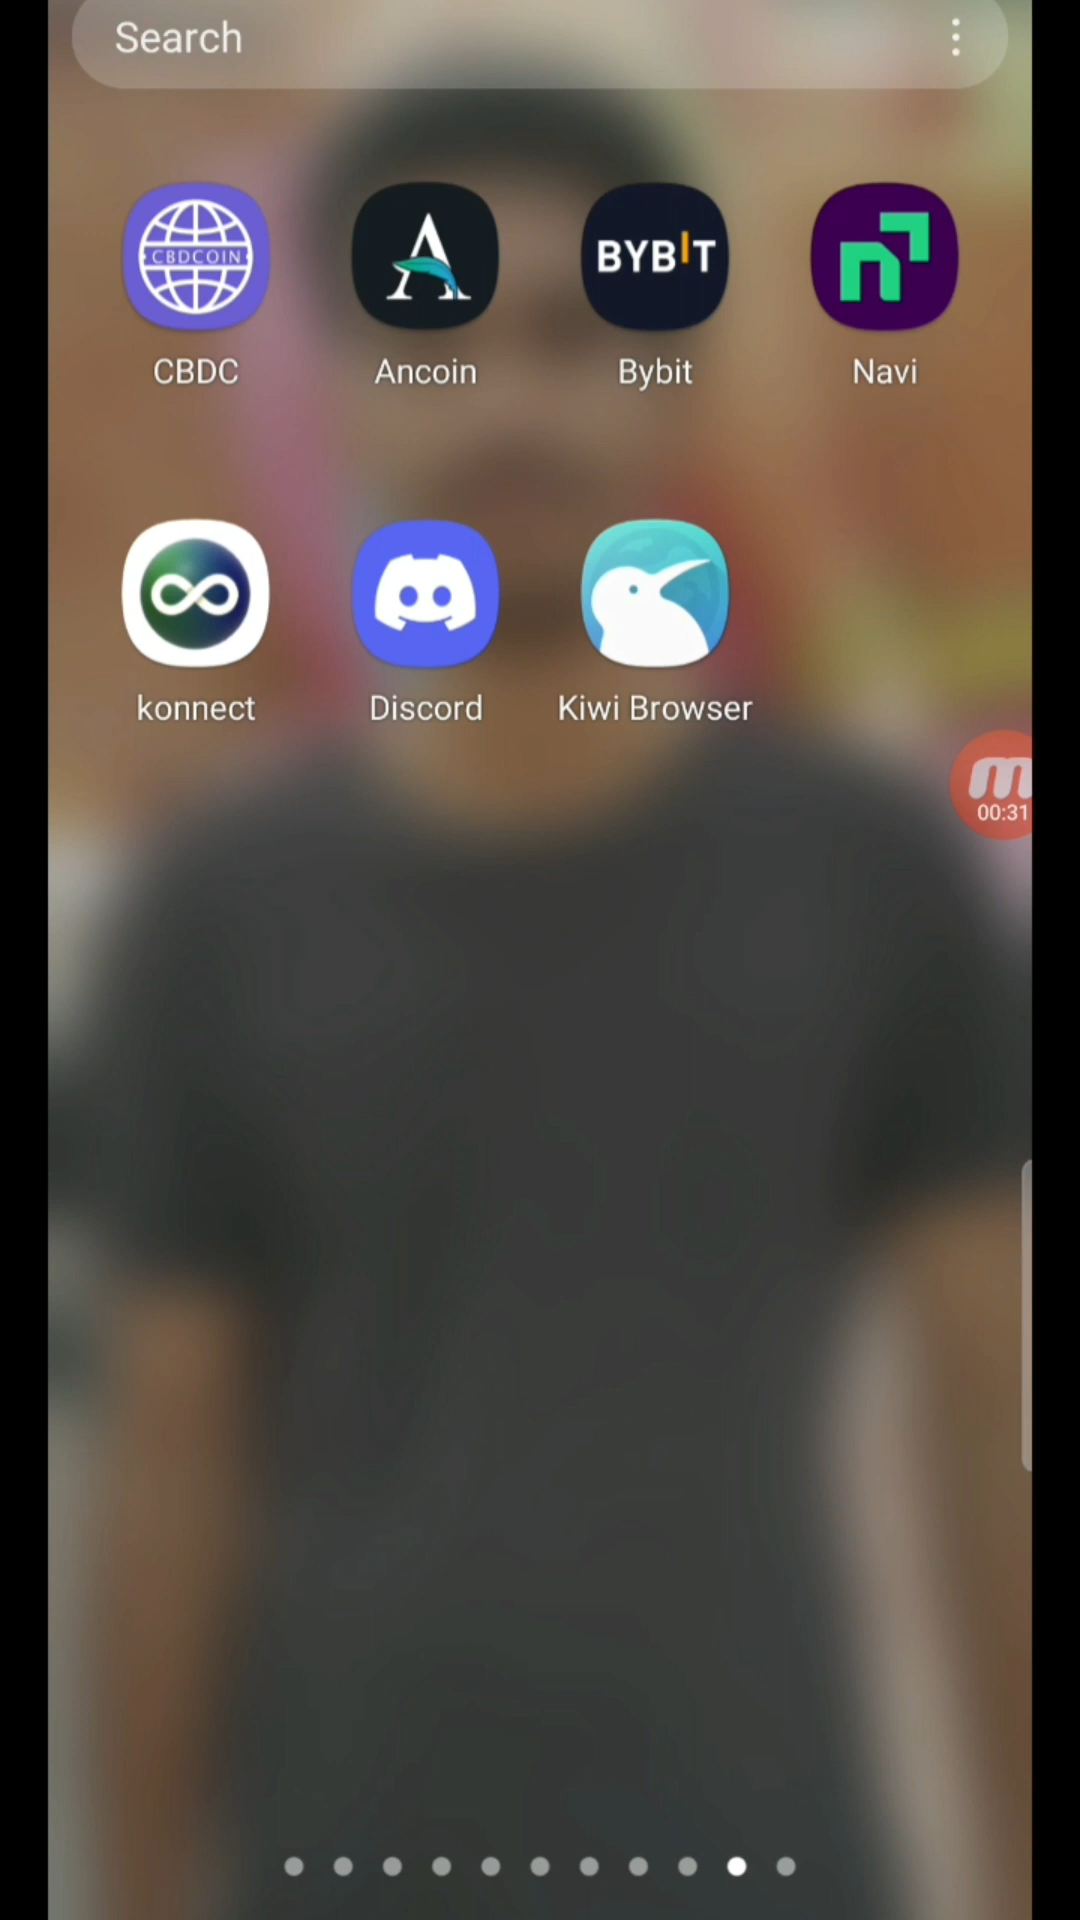 Search
CBDCOIN
BYBIT
CBDC
Ancoin
Bybit
Navi
konnect
Discord
Kiwi Browser
00:31